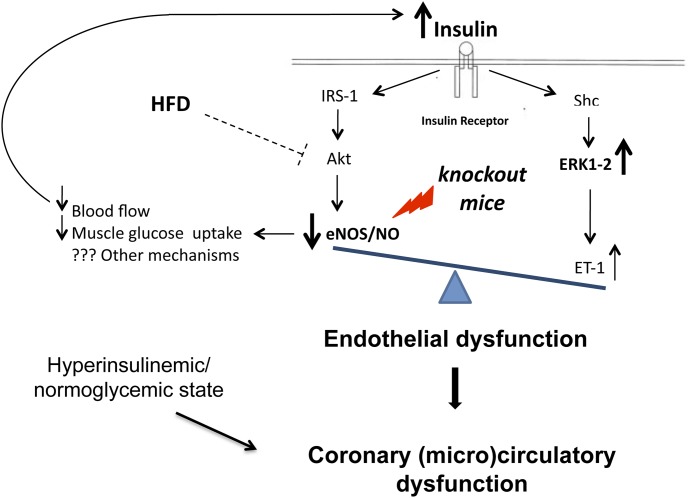 Insulin
IRS-1
Shc
HFD
Insulin Receptor
Akt
ERK1-2
knockout
mice
Blood flow
Muscle glucose uptake
??? Other mechanisms
eNOS/NO
ET-1
Endothelial dysfunction
Hyperinsulinemic/
normoglycemic state
Coronary (micro)circulatory
dysfunction